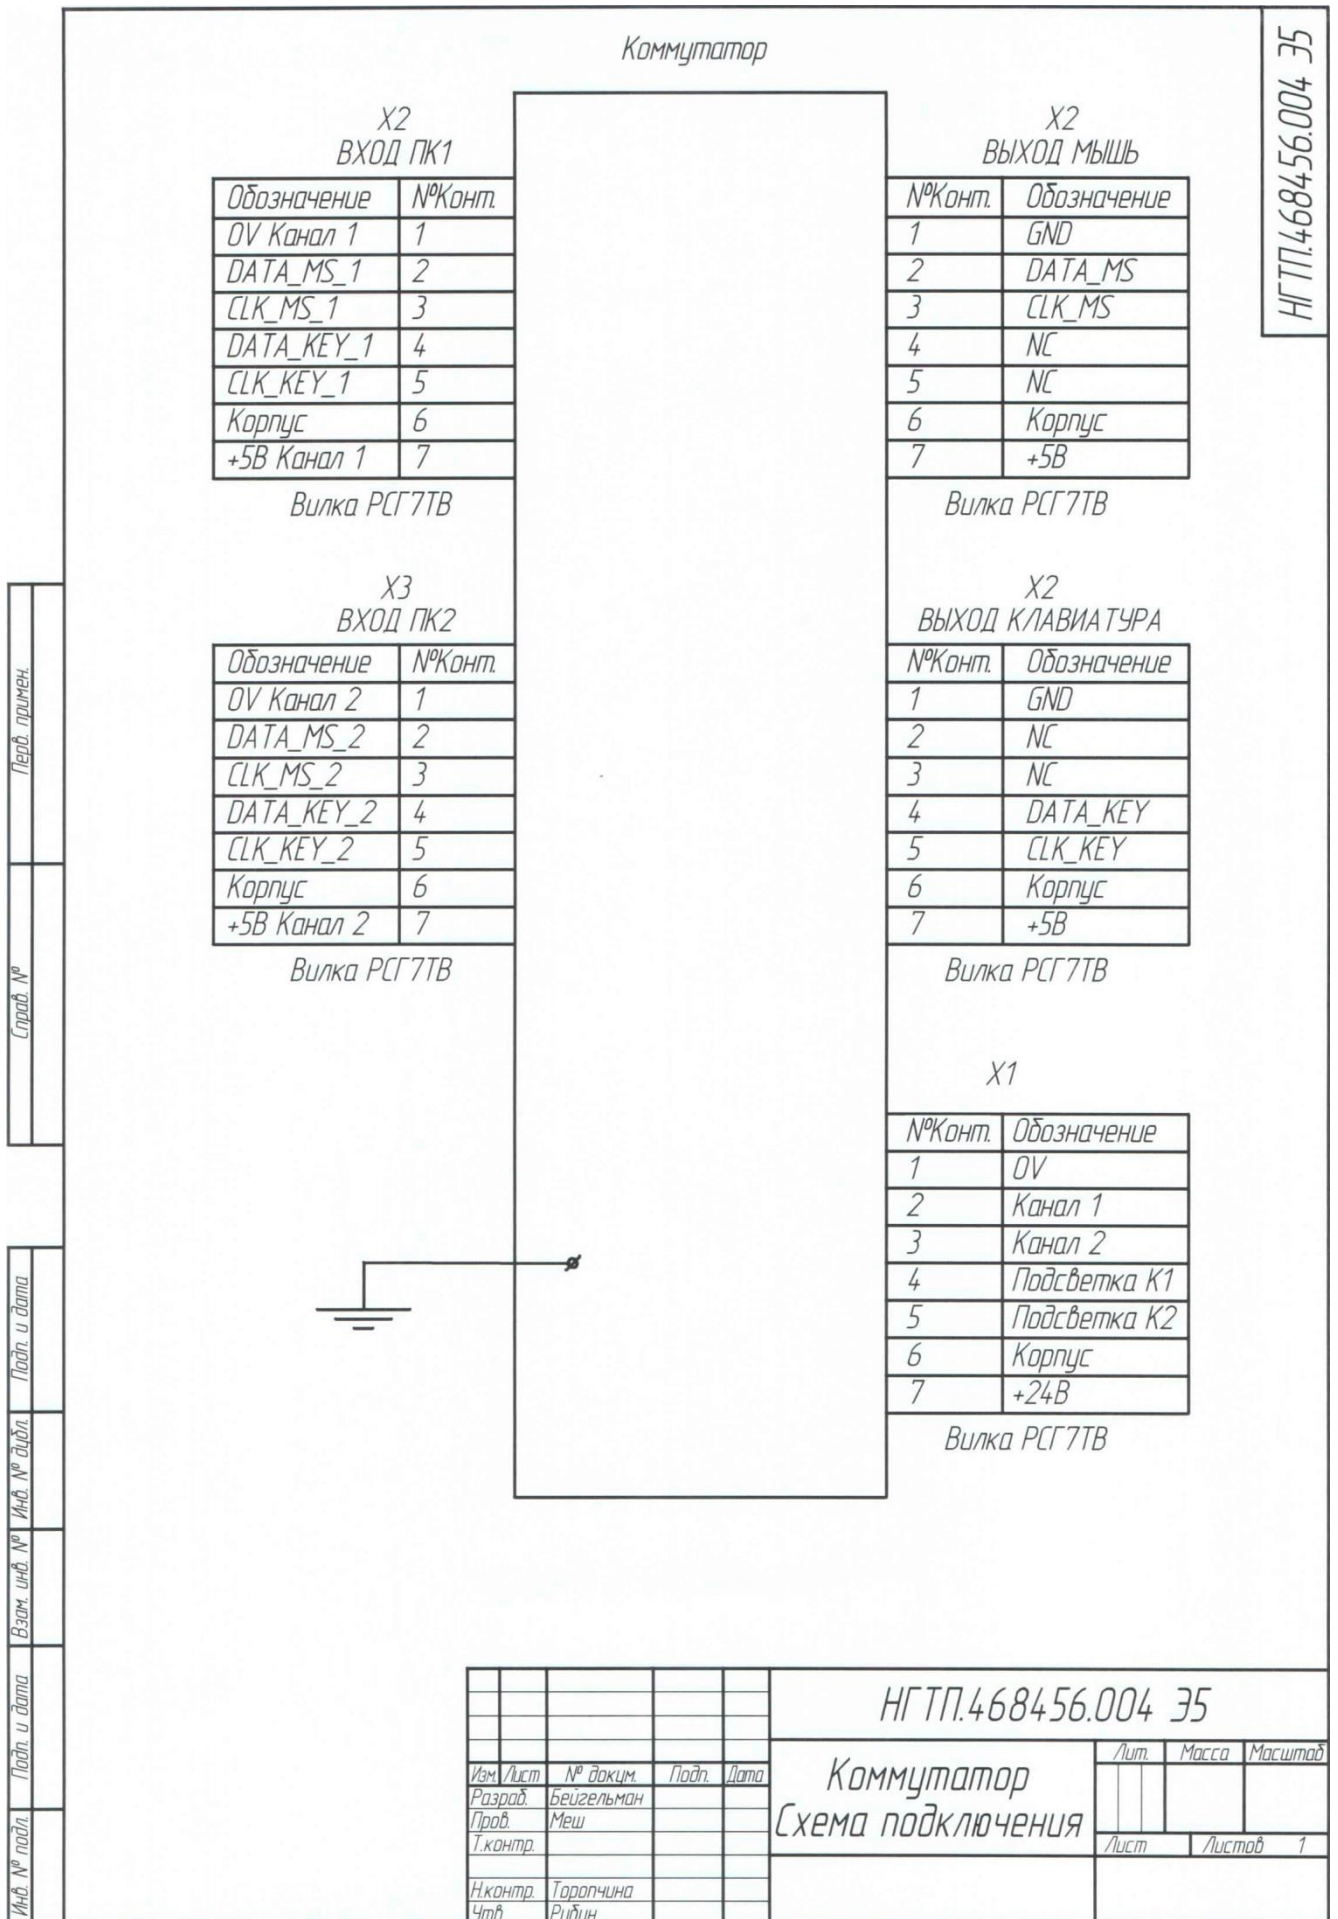 НГТП.468456.004 Э5
Коммутатор
X2
ВХОД ПК1
Обозначение №Конт.
0V Канал 1 1
DATA_MS_1 2
CLK_MS_1 3
DATA_KEY_1 4
CLK_KEY_1 5
Корпус 6
+5В Канал 1 7
Вилка РСГ7ТВ
X2
ВЫХОД МЫШЬ
№Конт. Обозначение
1 GND
2 DATA_MS
3 CLK_MS
4 NC
5 NC
6 Корпус
7 +5В
Вилка РСГ7ТВ
X3
ВХОД ПК2
Обозначение №Конт.
0V Канал 2 1
DATA_MS_2 2
CLK_MS_2 3
DATA_KEY_2 4
CLK_KEY_2 5
Корпус 6
+5В Канал 2 7
Вилка РСГ7ТВ
X2
ВЫХОД КЛАВИАТУРА
№Конт. Обозначение
1 GND
2 NC
3 NC
4 DATA_KEY
5 CLK_KEY
6 Корпус
7 +5В
Вилка РСГ7ТВ
X1
№Конт. Обозначение
1 0V
2 Канал 1
3 Канал 2
4 Подсветка К1
5 Подсветка К2
6 Корпус
7 +24В
Вилка РСГ7ТВ
Перв. примен.
Справ. №
Подп. и дата
Инв. № дубл.
Взам. инв. №
Подп. и дата
Инв. № подл.
НГТП.468456.004 Э5
Изм. Лист № докум. Подп. Дата
Разраб. Бейгельман
Пров. Меш
Т.контр.
Н.контр. Торопчина
Утв. Рибин
Коммутатор
Схема подключения
Лит. Масса Масштаб
Лист Листов 1